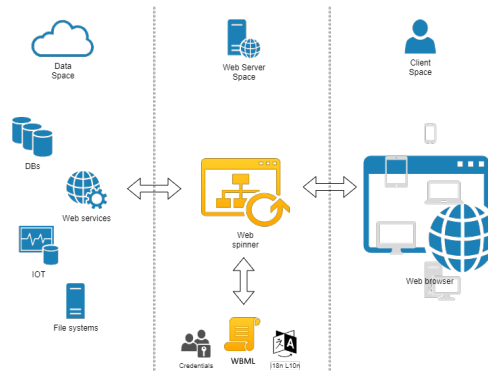 Data
Space
Web Server
Space
Client
Space
DBs
Web services
Web
spinner
Web browser
IOT
File systems
Credentials
WBML
i18n L10n